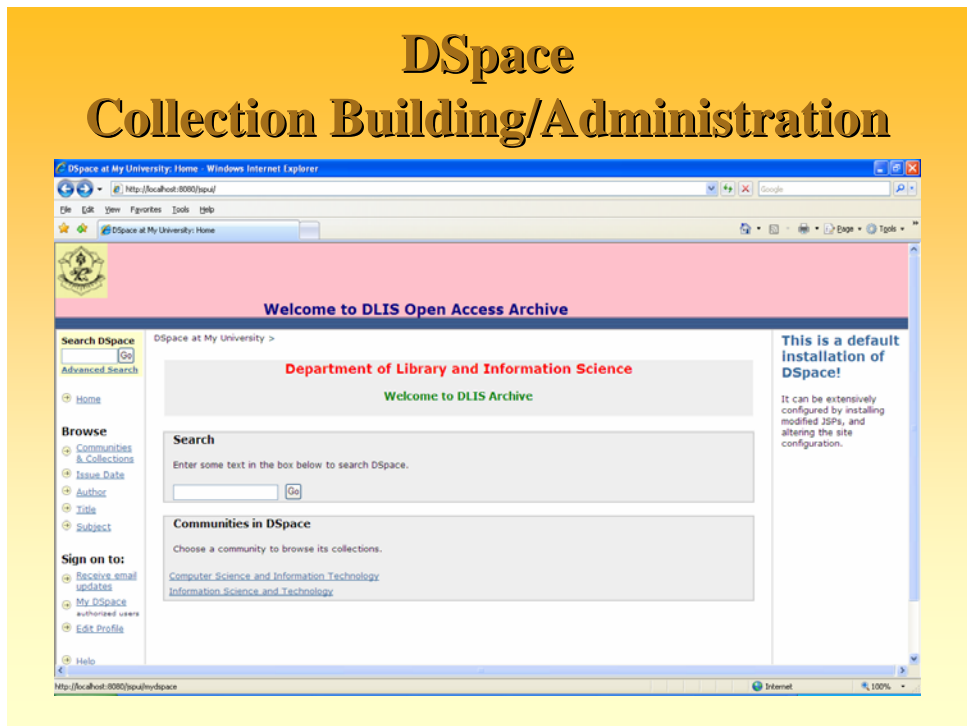 DSpace
Collection Building/Administration
DSpace at My University: Home - Windows Internet Explorer
http://localhost:8080/jspui/
Google
File Edit View Favorites Tools Help
DSpace at My University: Home
Page Tools
Welcome to DLIS Open Access Archive
Search DSpace
Go
Advanced Search
Home
Browse
Communities
& Collections
Issue Date
Author
Title
Subject
Sign on to:
Receive email
updates
My DSpace
authorized users
Edit Profile
Help
DSpace at My University >
Department of Library and Information Science
Welcome to DLIS Archive
Search
Enter some text in the box below to search DSpace.
Go
Communities in DSpace
Choose a community to browse its collections.
Computer Science and Information Technology
Information Science and Technology
This is a default
installation of
DSpace!
It can be extensively
configured by installing
modified JSPs, and
altering the site
configuration.
http://localhost:8080/jspui/mydspace
Internet
100%